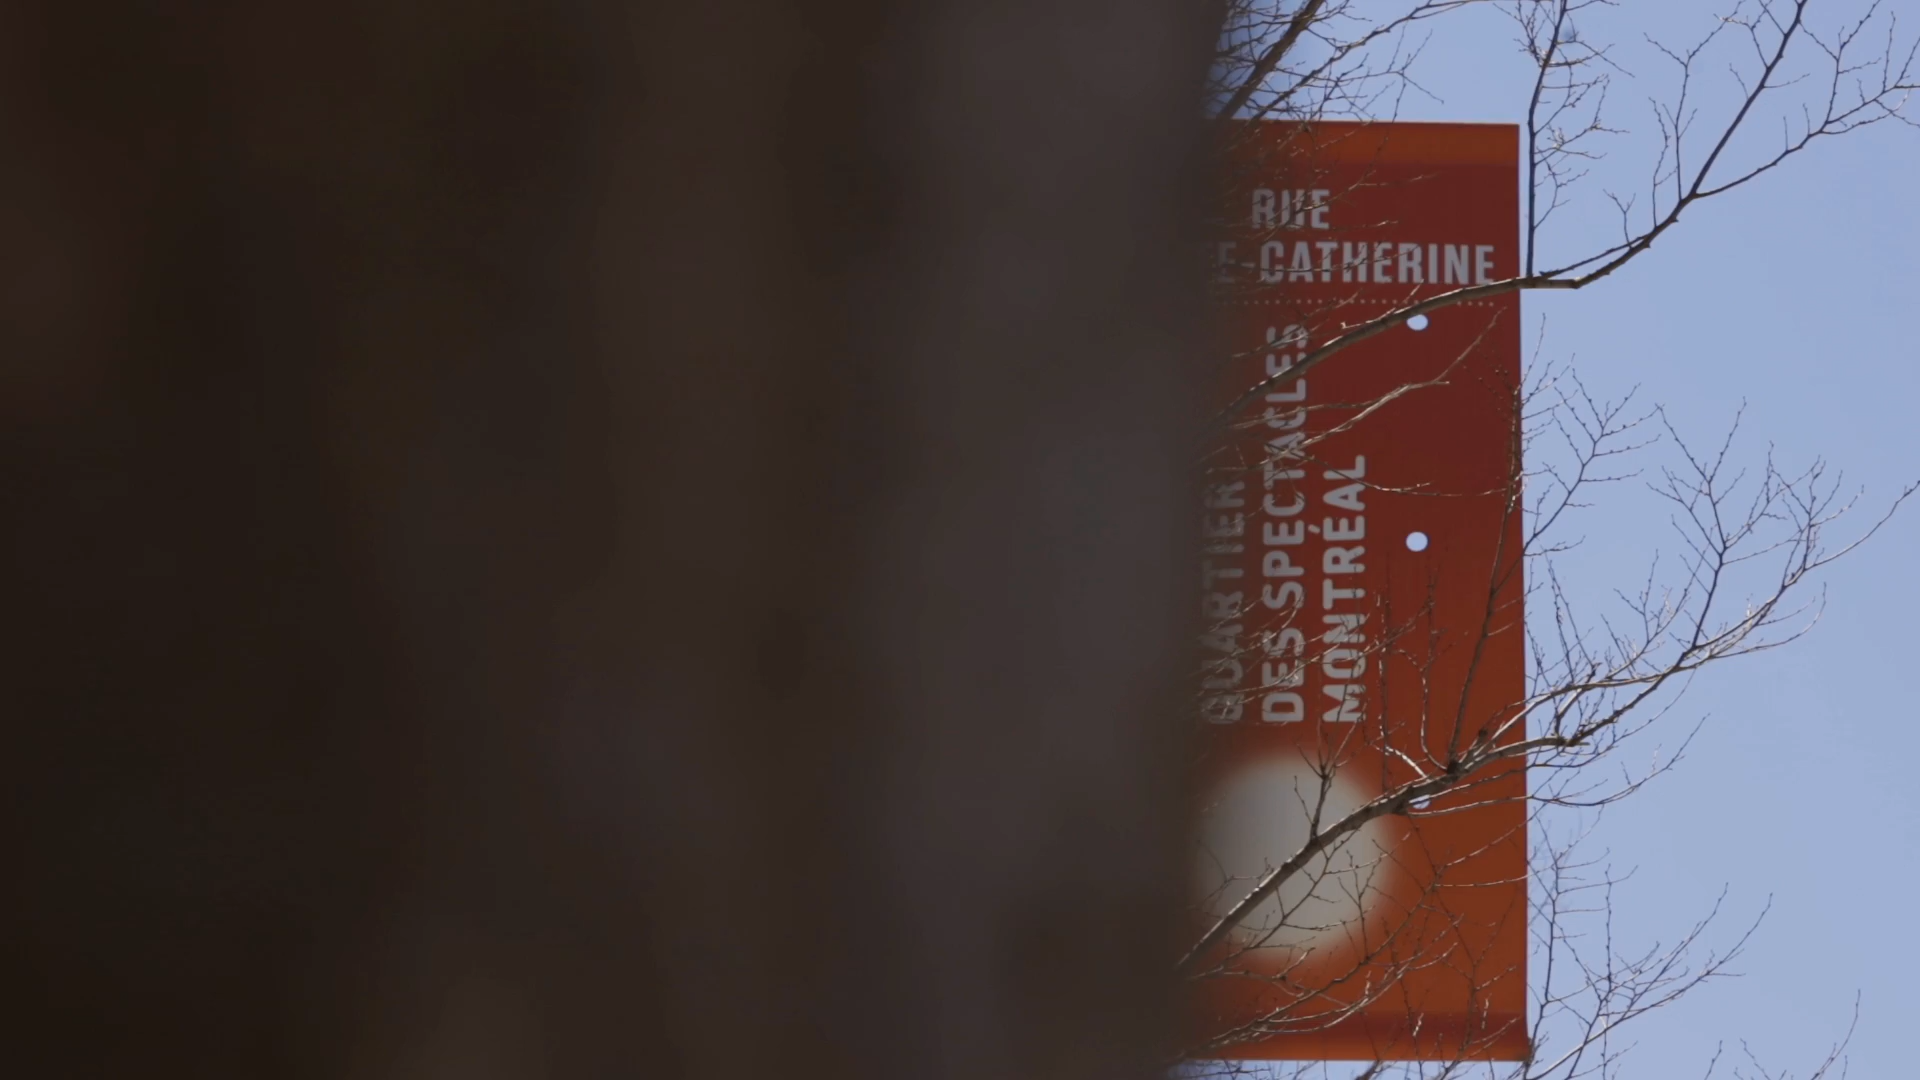 RUE
E-CATHERINE
QUARTIER
DES SPECTACLES
MONTRÉAL